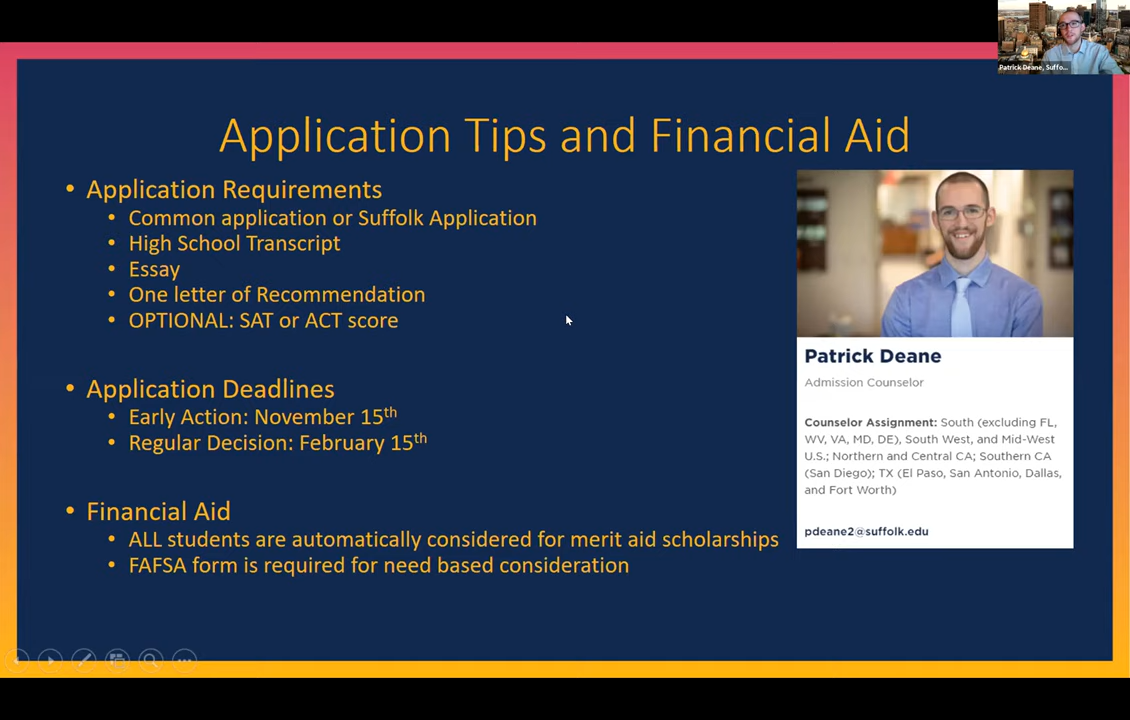 Patrick Deane, Suffo...
Application Tips and Financial Aid
• Application Requirements
• Common application or Suffolk Application
• High School Transcript
• Essay
• One letter of Recommendation
• OPTIONAL: SAT or ACT score
• Application Deadlines
• Early Action: November 15th
• Regular Decision: February 15th
• Financial Aid
• ALL students are automatically considered for merit aid scholarships
• FAFSA form is required for need based consideration
Patrick Deane
Admission Counselor
Counselor Assignment: South (excluding FL,
WV, VA, MD, DE), South West, and Mid-West
U.S.; Northern and Central CA; Southern CA
(San Diego); TX (El Paso, San Antonio, Dallas,
and Fort Worth)
pdeane2@suffolk.edu